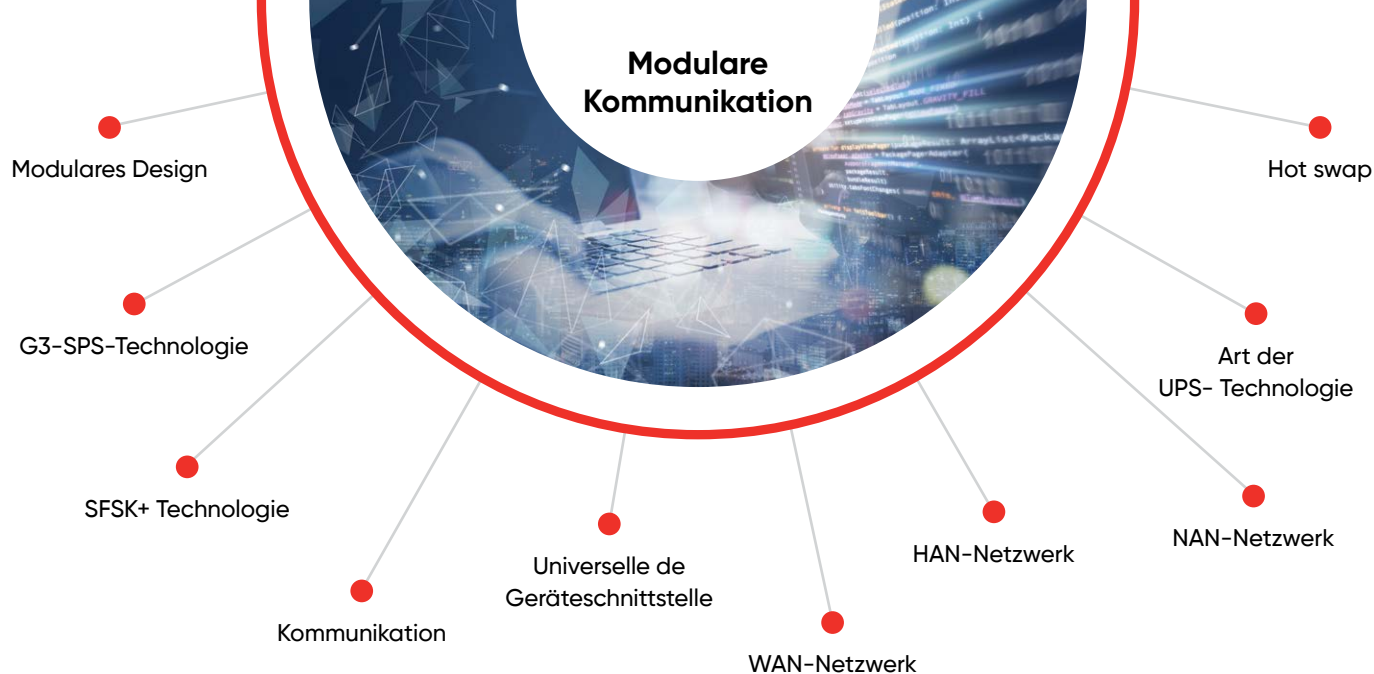 Modulare
Kommunikation
Modulares Design
Hot swap
G3-SPS-Technologie
Art der
UPS- Technologie
SFSK+ Technologie
NAN-Netzwerk
HAN-Netzwerk
Universelle de
Geräteschnittstelle
Kommunikation
WAN-Netzwerk